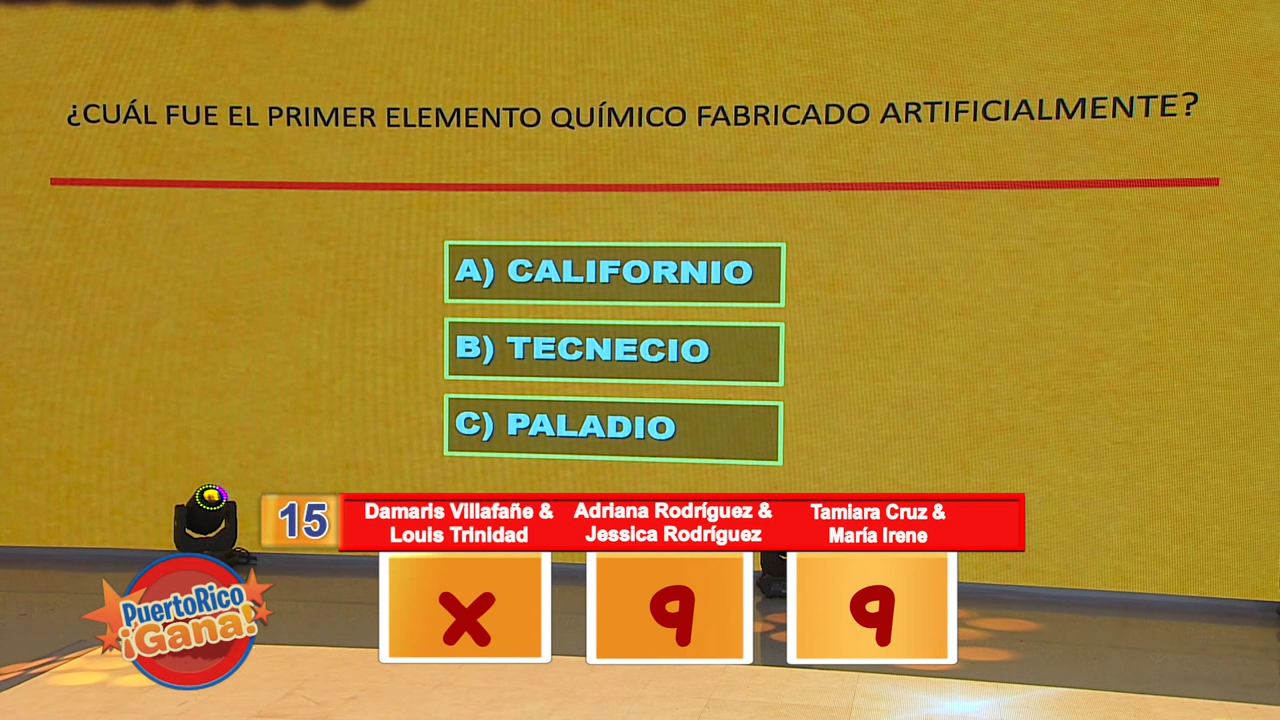 ¿CUÁL FUE EL PRIMER ELEMENTO QUÍMICO FABRICADO ARTIFICIALMENTE?
A) CALIFORNIO
B) TECNECIO
C) PALADIO
15
Damaris Villafañe &
Louis Trinidad
Adriana Rodríguez &
Jessica Rodríguez
Tamiara Cruz &
María Irene
X
9
9
PuertoRico
¡Gana!